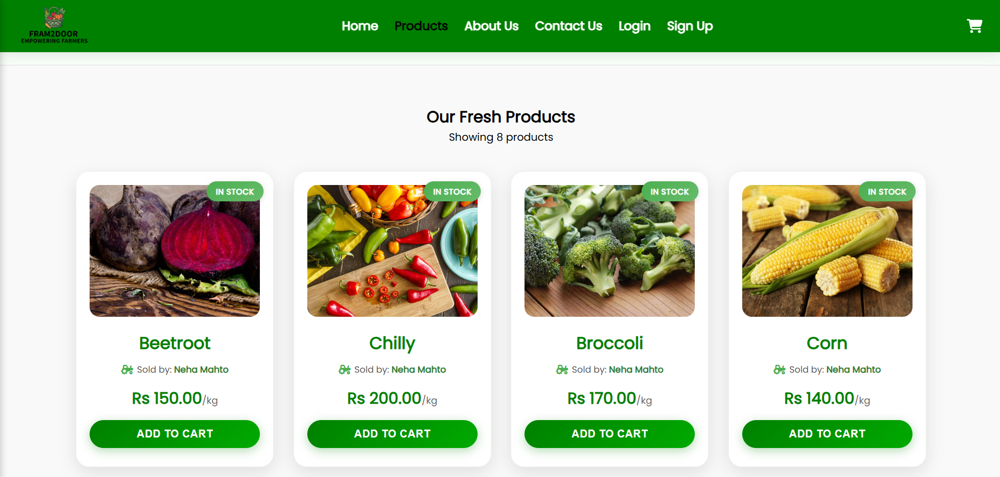 FRAM2DOOR
EMPOWERING FARMERS
Home Products About Us Contact Us Login Sign Up
Our Fresh Products
Showing 8 products
IN STOCK
Beetroot
Sold by: Neha Mahto
Rs 150.00/kg
ADD TO CART
IN STOCK
Chilly
Sold by: Neha Mahto
Rs 200.00/kg
ADD TO CART
IN STOCK
Broccoli
Sold by: Neha Mahto
Rs 170.00/kg
ADD TO CART
IN STOCK
Corn
Sold by: Neha Mahto
Rs 140.00/kg
ADD TO CART